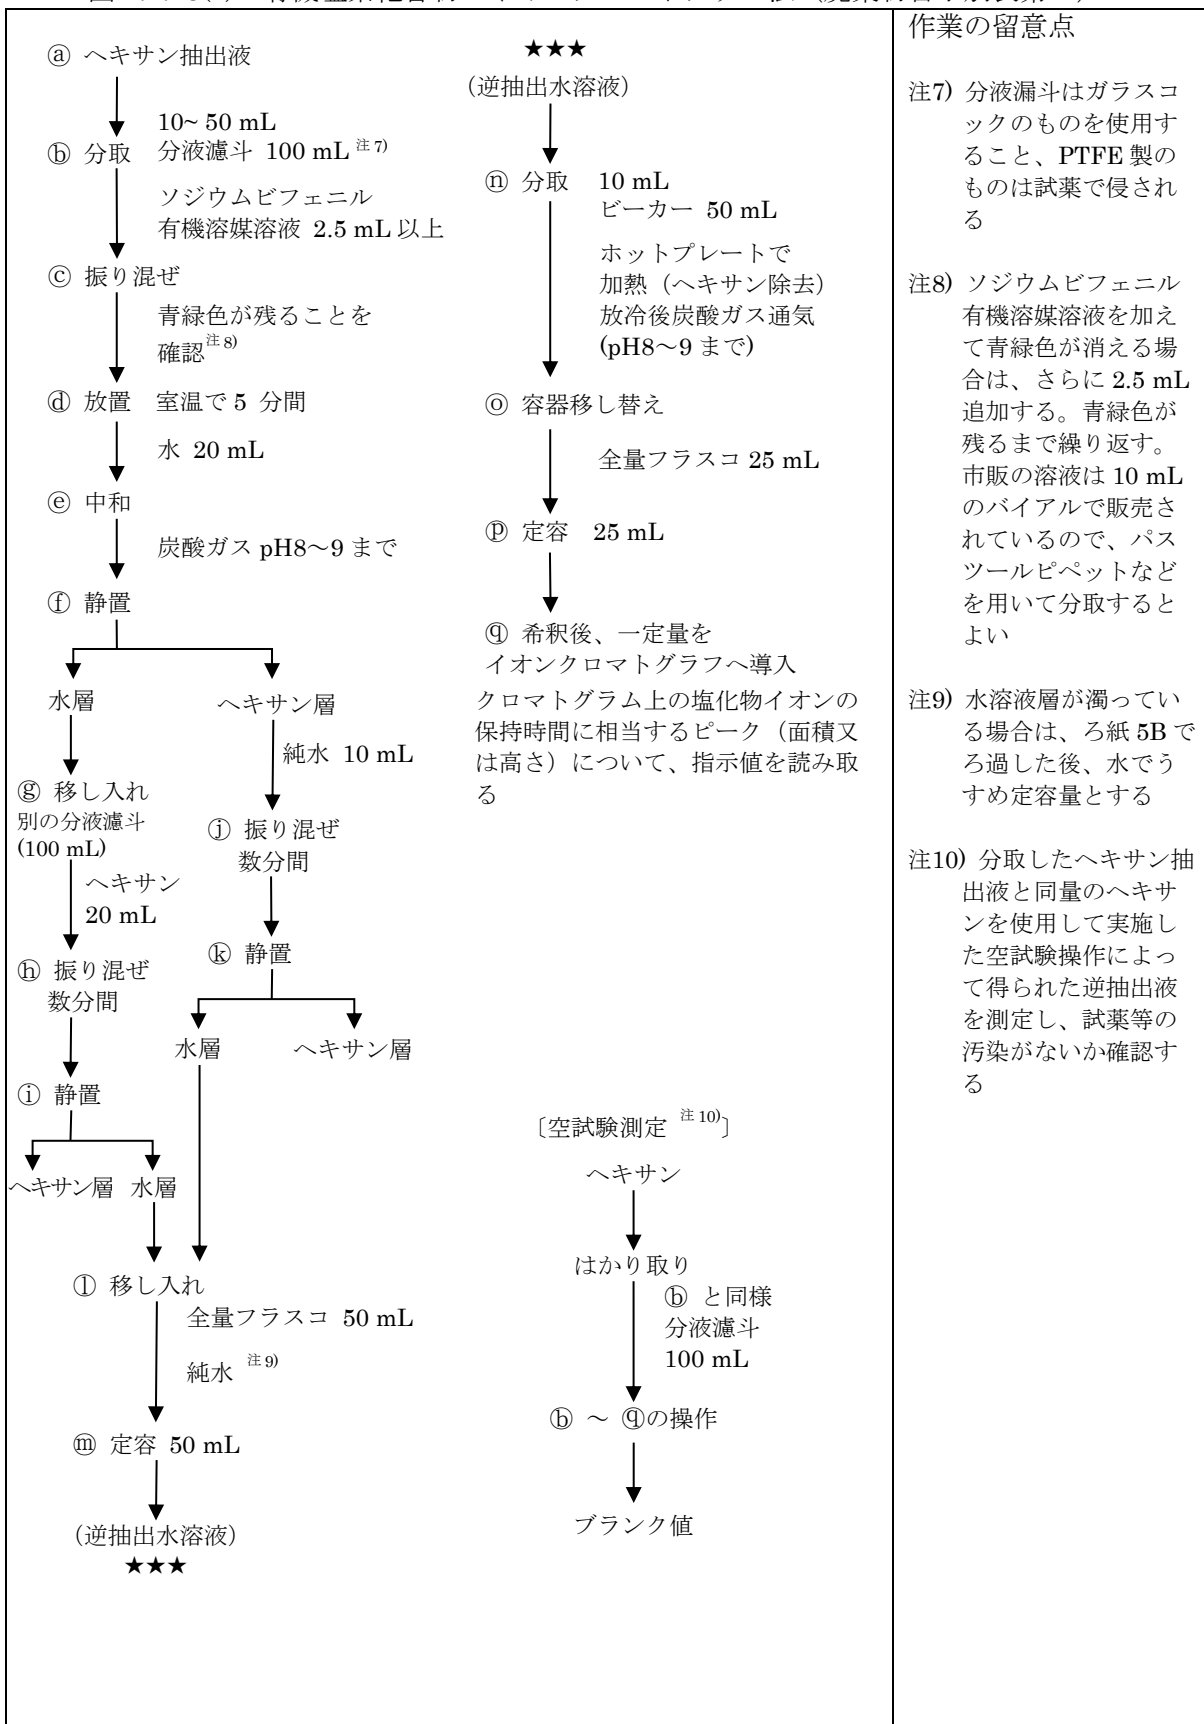 作業の留意点
ⓐ ヘキサン抽出液
10~ 50 mL
ⓑ 分取 分液濾斗 100 mL 注7)
ソジウムビフェニル
有機溶媒溶液 2.5 mL 以上
ⓒ 振り混ぜ
青緑色が残ることを
確認注8)
ⓓ 放置 室温で 5 分間
水 20 mL
ⓔ 中和
炭酸ガス pH8～9 まで
ⓕ 静置
水層
ヘキサン層
純水 10 mL
ⓖ 移し入れ
別の分液濾斗
(100 mL)
ⓙ 振り混ぜ
数分間
ヘキサン
20 mL
ⓗ 振り混ぜ
数分間
ⓚ 静置
水層 ヘキサン層
ⓘ 静置
ヘキサン層 水層
ⓛ 移し入れ
全量フラスコ 50 mL
純水 注9)
ⓜ 定容 50 mL
(逆抽出水溶液)
★★★
★★★
(逆抽出水溶液)
ⓝ 分取 10 mL
ビーカー 50 mL
ホットプレートで
加熱（ヘキサン除去）
放冷後炭酸ガス通気
(pH8～9 まで)
ⓞ 容器移し替え
全量フラスコ 25 mL
ⓟ 定容 25 mL
ⓠ 希釈後、一定量を
イオンクロマトグラフへ導入
クロマトグラム上の塩化物イオンの
保持時間に相当するピーク（面積又
は高さ）について、指示値を読み取
る
〔空試験測定 注10)〕
ヘキサン
はかり取り
ⓑ と同様
分液濾斗
100 mL
ⓑ ～ ⓠの操作
ブランク値
注7) 分液漏斗はガラスコ
ックのものを使用す
ること、PTFE 製の
ものは試薬で侵され
る
注8) ソジウムビフェニル
有機溶媒溶液を加え
て青緑色が消える場
合は、さらに 2.5 mL
追加する。青緑色が
残るまで繰り返す。
市販の溶液は 10 mL
のバイアルで販売さ
れているので、パス
ツールピペットなど
を用いて分取すると
よい
注9) 水溶液層が濁ってい
る場合は、ろ紙 5B で
ろ過した後、水でう
すめ定容量とする
注10) 分取したヘキサン抽
出液と同量のヘキサ
ンを使用して実施し
た空試験操作によっ
て得られた逆抽出液
を測定し、試薬等の
汚染がないか確認す
る